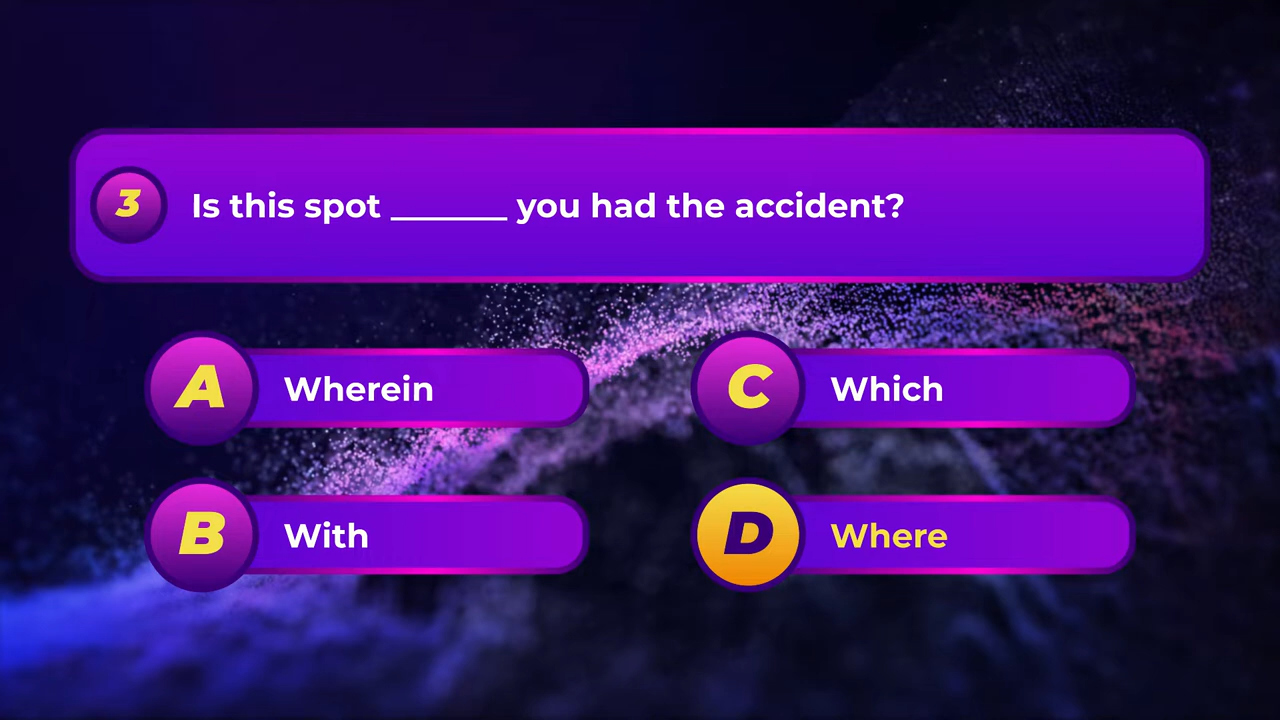 3 Is this spot _______ you had the accident?
A Wherein
B With
C Which
D Where